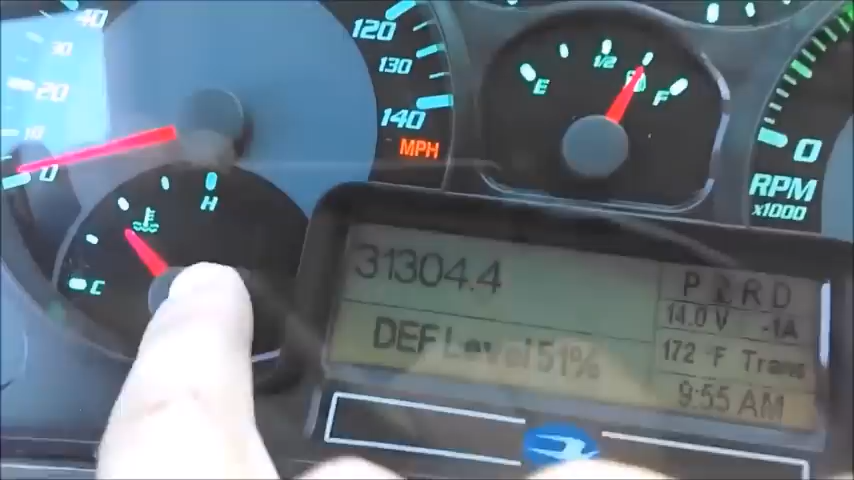 40
30
20
10
0
120
130
140
MPH
E
1/2
F
0
RPM
x1000
H
C
31304.4
DEF Level 51%
P 2 R D
14.0 V -1A
172 °F Trans
9:55 AM